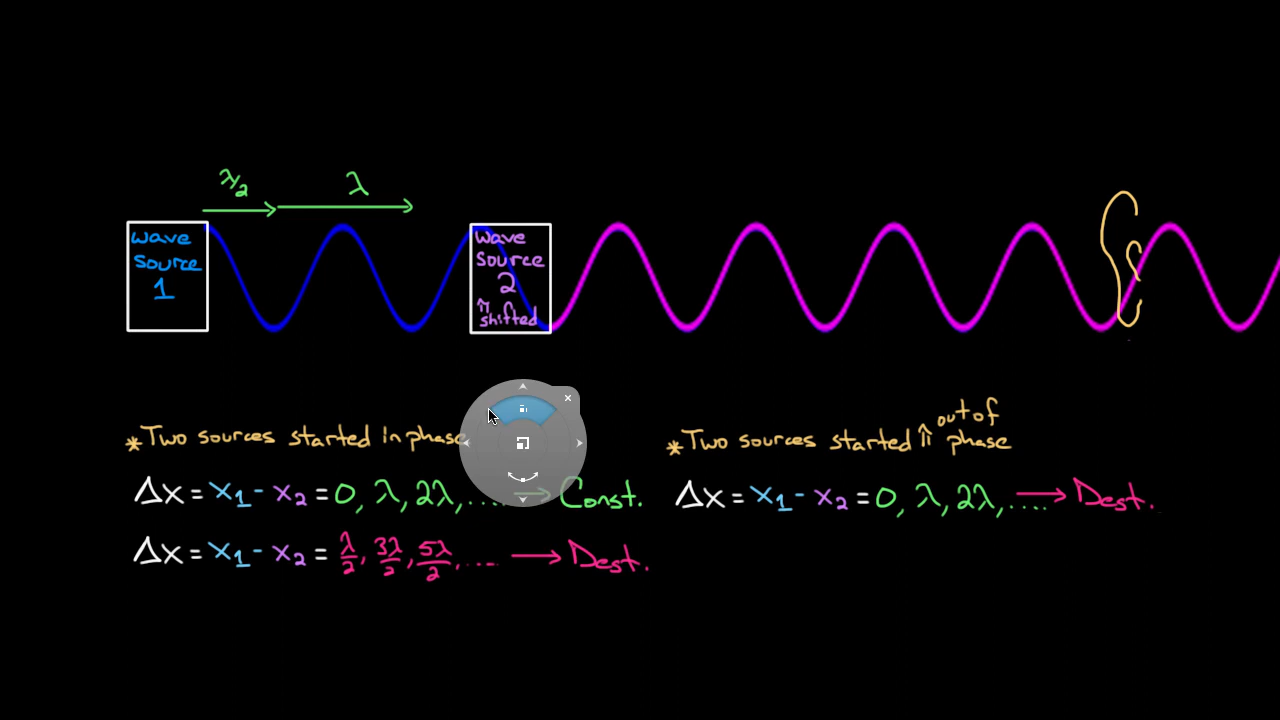 λ/2
λ
Wave
Source
1
Wave
Source
2
π
shifted
*Two sources started in phase
Δx = x₁ - x₂ = 0, λ, 2λ, .... → Const.
Δx = x₁ - x₂ = λ/2, 3λ/2, 5λ/2, .... → Dest.
*Two sources started π out of phase
Δx = x₁ - x₂ = 0, λ, 2λ, .... → Dest.